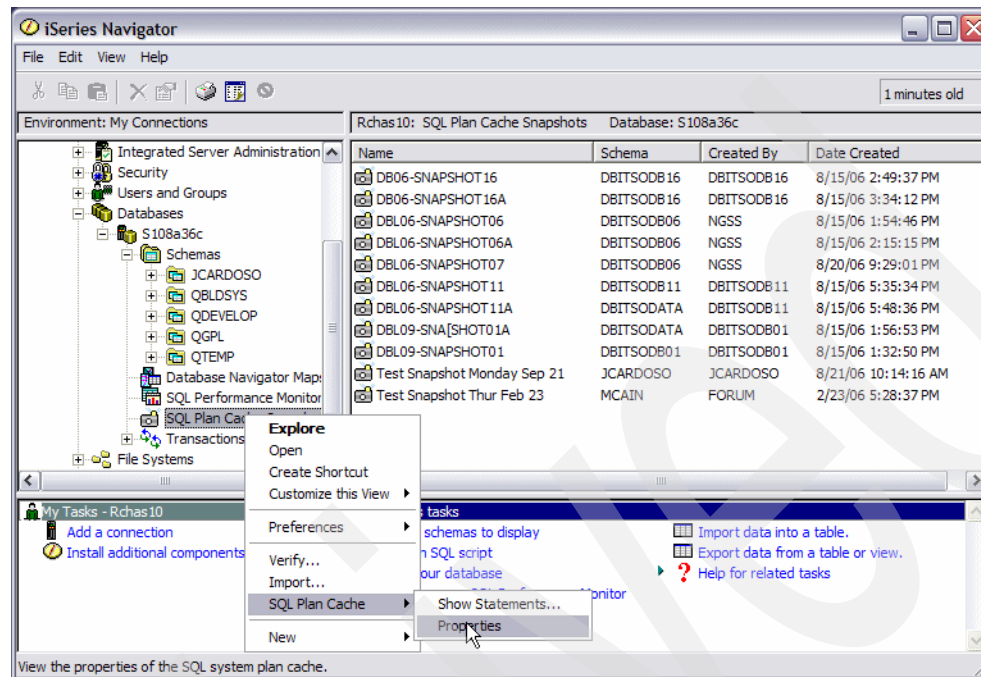 iSeries Navigator
File Edit View Help
1 minutes old
Environment: My Connections
Rchas10: SQL Plan Cache Snapshots Database: S108a36c
Integrated Server Administration
Security
Users and Groups
Databases
S108a36c
Schemas
JCARDOSO
QBLDSYS
QDEVELOP
QGPL
QTEMP
Database Navigator Maps
SQL Performance Monitor
SQL Plan Cac
Transactions
File Systems
Name Schema Created By Date Created
DB06-SNAPSHOT16 DBITSODB16 DBITSODB16 8/15/06 2:49:37 PM
DB06-SNAPSHOT16A DBITSODB16 DBITSODB16 8/15/06 3:34:12 PM
DBL06-SNAPSHOT06 DBITSODB06 NGSS 8/15/06 1:54:46 PM
DBL06-SNAPSHOT06A DBITSODB06 NGSS 8/15/06 2:15:15 PM
DBL06-SNAPSHOT07 DBITSODB06 NGSS 8/20/06 9:29:01 PM
DBL06-SNAPSHOT11 DBITSODB11 DBITSODB11 8/15/06 5:35:34 PM
DBL06-SNAPSHOT11A DBITSODATA DBITSODB11 8/15/06 5:48:36 PM
DBL09-SNA[SHOT01A DBITSODATA DBITSODB01 8/15/06 1:56:53 PM
DBL09-SNAPSHOT01 DBITSODB01 DBITSODB01 8/15/06 1:32:50 PM
Test Snapshot Monday Sep 21 JCARDOSO JCARDOSO 8/21/06 10:14:16 AM
Test Snapshot Thur Feb 23 MCAIN FORUM 2/23/06 5:28:37 PM
Explore
Open
Create Shortcut
Customize this View
Preferences
Verify...
Import...
SQL Plan Cache
New
Show Statements...
Properties
My Tasks - Rchas10
Add a connection
Install additional components
tasks
schemas to display
SQL script
our database
Monitor
Import data into a table.
Export data from a table or view.
Help for related tasks
View the properties of the SQL system plan cache.